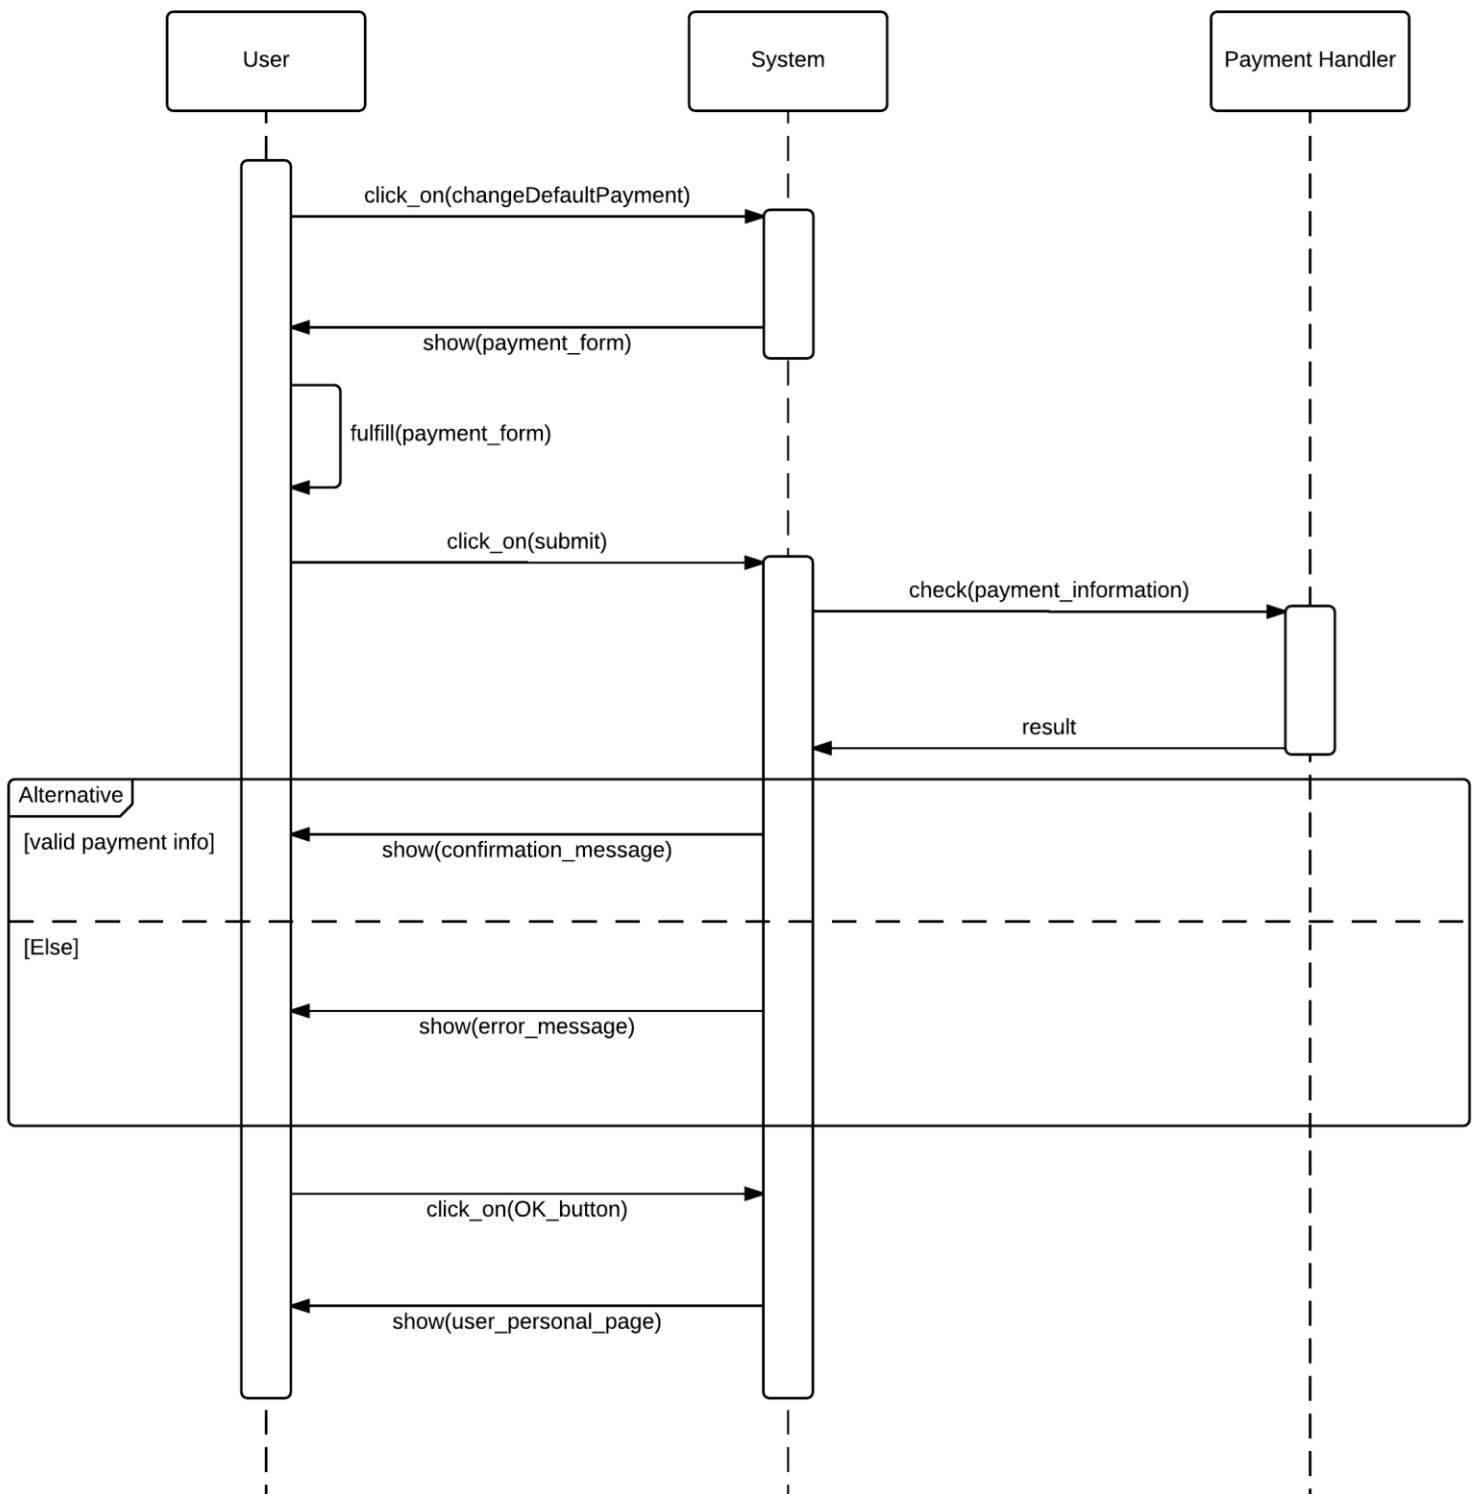 User
System
Payment Handler
click_on(changeDefaultPayment)
show(payment_form)
fulfill(payment_form)
click_on(submit)
check(payment_information)
result
Alternative
[valid payment info]
show(confirmation_message)
[Else]
show(error_message)
click_on(OK_button)
show(user_personal_page)